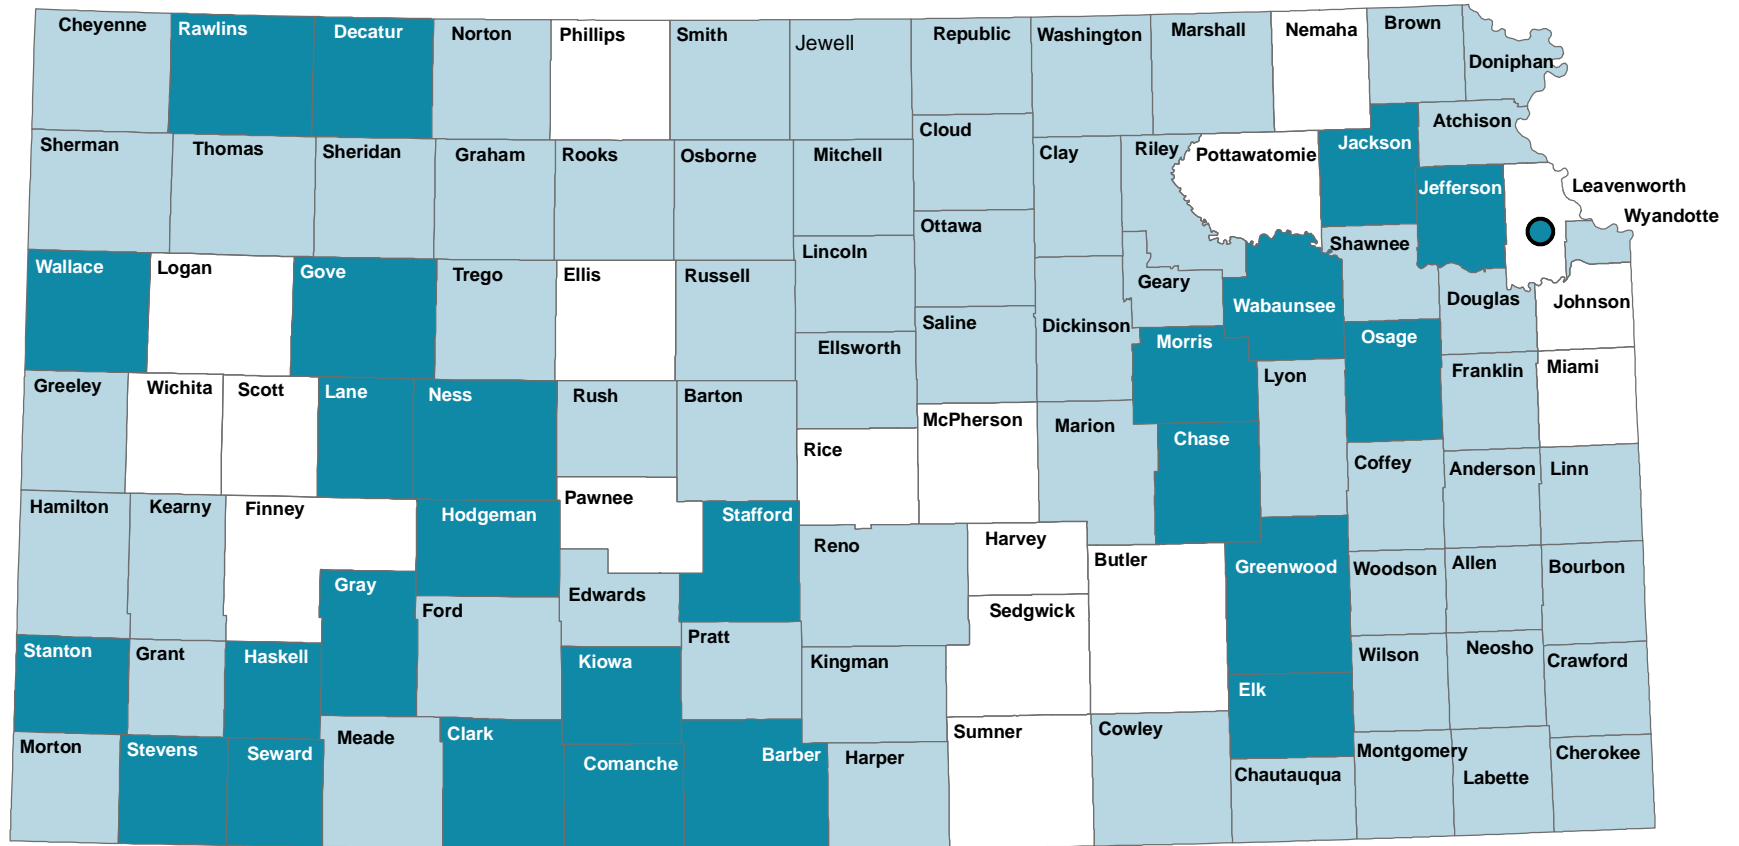 Cheyenne
Rawlins
Decatur
Norton
Phillips
Smith
Jewell
Republic
Washington
Marshall
Nemaha
Brown
Doniphan
Sherman
Thomas
Sheridan
Graham
Rooks
Osborne
Mitchell
Cloud
Clay
Riley
Pottawatomie
Jackson
Atchison
Jefferson
Leavenworth
Wyandotte
Wallace
Logan
Gove
Trego
Ellis
Russell
Lincoln
Ottawa
Saline
Dickinson
Geary
Wabaunsee
Shawnee
Douglas
Johnson
Ellsworth
Morris
Osage
Franklin
Miami
Greeley
Wichita
Scott
Lane
Ness
Rush
Barton
Rice
McPherson
Marion
Chase
Lyon
Coffey
Anderson
Linn
Hamilton
Kearny
Finney
Hodgeman
Pawnee
Stafford
Reno
Harvey
Butler
Greenwood
Woodson
Allen
Bourbon
Gray
Ford
Edwards
Sedgwick
Stanton
Grant
Haskell
Kiowa
Pratt
Kingman
Elk
Wilson
Neosho
Crawford
Morton
Stevens
Seward
Meade
Clark
Comanche
Barber
Harper
Sumner
Cowley
Chautauqua
Montgomery
Labette
Cherokee